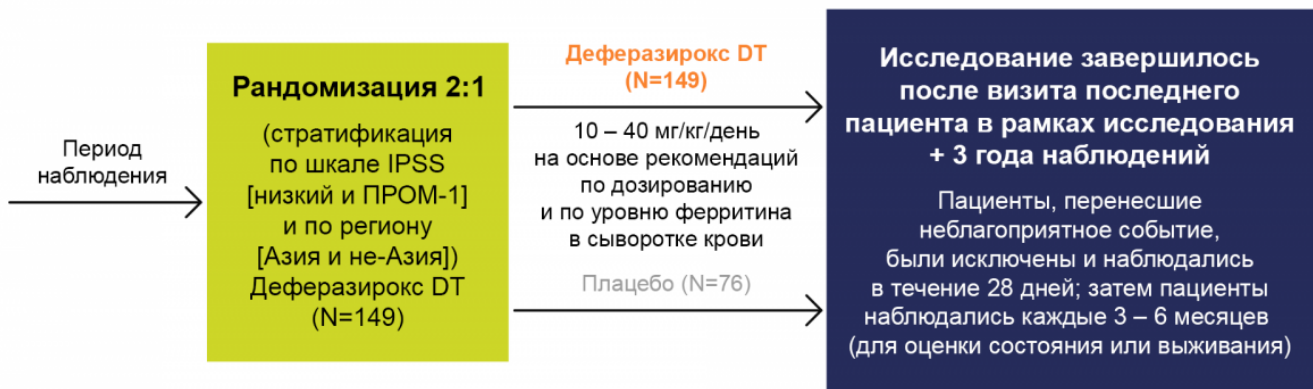 Период
наблюдения
Рандомизация 2:1
(стратификация
по шкале IPSS
[низкий и ПРОМ-1]
и по региону
[Азия и не-Азия])
Деферазирокс DT
(N=149)
Деферазирокс DT
(N=149)
10 – 40 мг/кг/день
на основе рекомендаций
по дозированию
и по уровню ферритина
в сыворотке крови
Плацебо (N=76)
Исследование завершилось
после визита последнего
пациента в рамках исследования
+ 3 года наблюдений
Пациенты, перенесшие
неблагоприятное событие,
были исключены и наблюдались
в течение 28 дней; затем пациенты
наблюдались каждые 3 – 6 месяцев
(для оценки состояния или выживания)